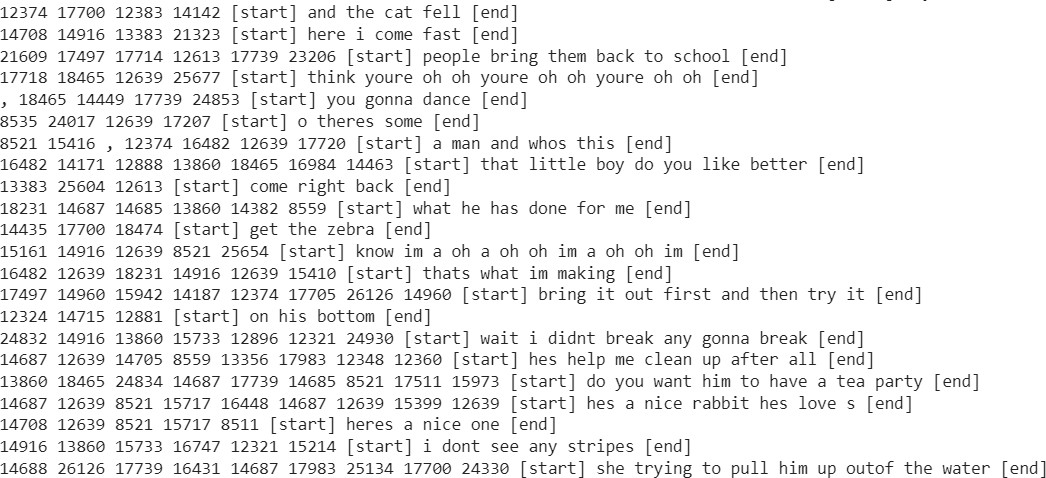 12374 17700 12383 14142 [start] and the cat fell [end]
14708 14916 13383 21323 [start] here i come fast [end]
21609 17497 17714 12613 17739 23206 [start] people bring them back to school [end]
17718 18465 12639 25677 [start] think youre oh oh youre oh oh youre oh oh [end]
, 18465 14449 17739 24853 [start] you gonna dance [end]
8535 24017 12639 17207 [start] o theres some [end]
8521 15416 , 12374 16482 12639 17720 [start] a man and whos this [end]
16482 14171 12888 13860 18465 16984 14463 [start] that little boy do you like better [end]
13383 25604 12613 [start] come right back [end]
18231 14687 14685 13860 14382 8559 [start] what he has done for me [end]
14435 17700 18474 [start] get the zebra [end]
15161 14916 12639 8521 25654 [start] know im a oh a oh oh im a oh oh im [end]
16482 12639 18231 14916 12639 15410 [start] thats what im making [end]
17497 14960 15942 14187 12374 17705 26126 14960 [start] bring it out first and then try it [end]
12324 14715 12881 [start] on his bottom [end]
24832 14916 13860 15733 12896 12321 24930 [start] wait i didnt break any gonna break [end]
14687 12639 14705 8559 13356 17983 12348 12360 [start] hes help me clean up after all [end]
13860 18465 24834 14687 17739 14685 8521 17511 15973 [start] do you want him to have a tea party [end]
14687 12639 8521 15717 16448 14687 12639 15399 12639 [start] hes a nice rabbit hes love s [end]
14708 12639 8521 15717 8511 [start] heres a nice one [end]
14916 13860 15733 16747 12321 15214 [start] i dont see any stripes [end]
14688 26126 17739 16431 14687 17983 25134 17700 24330 [start] she trying to pull him up outof the water [end]